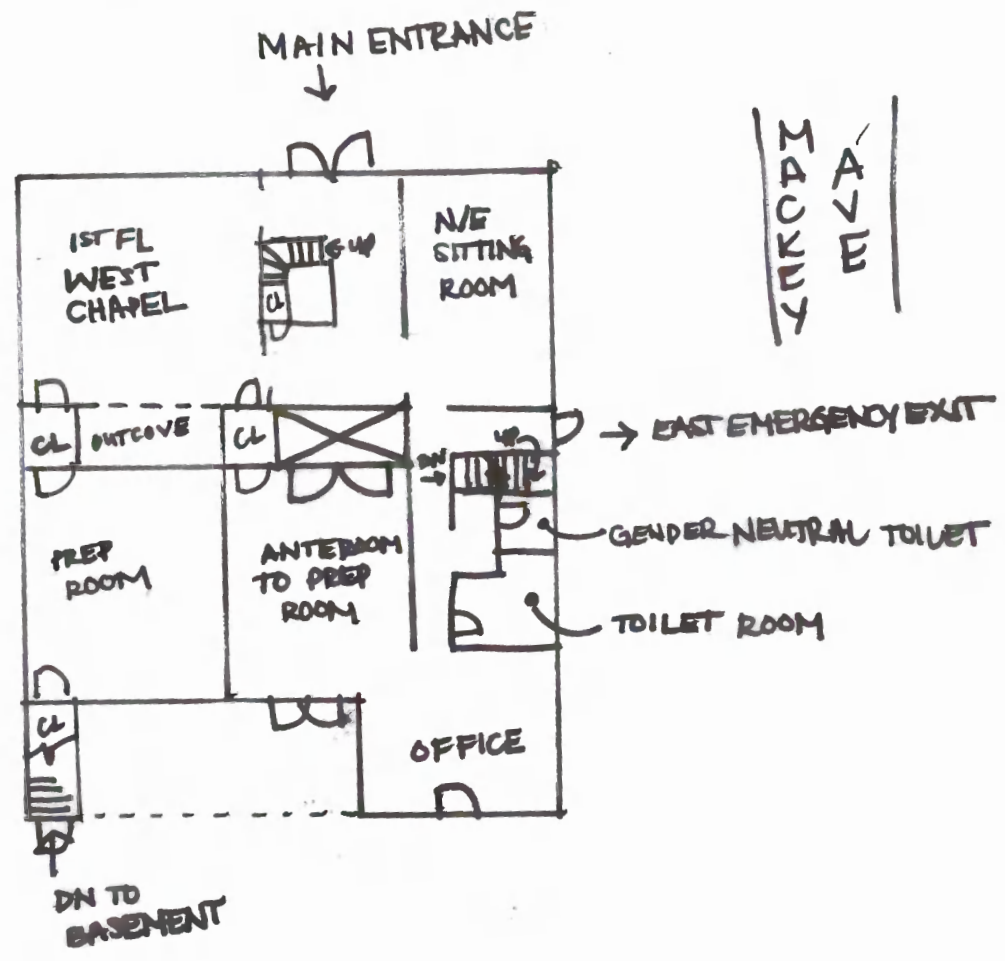 MAIN ENTRANCE
MACKEY
AVE
1ST FL
WEST
CHAPEL
UP
CL
N/E
SITTING
ROOM
CL
OUTCOVE
CL
EAST EMERGENCY EXIT
UP
DN
GENDER NEUTRAL TOILET
PREP
ROOM
ANTEROOM
TO PREP
ROOM
TOILET ROOM
CL
OFFICE
DN TO
BASEMENT